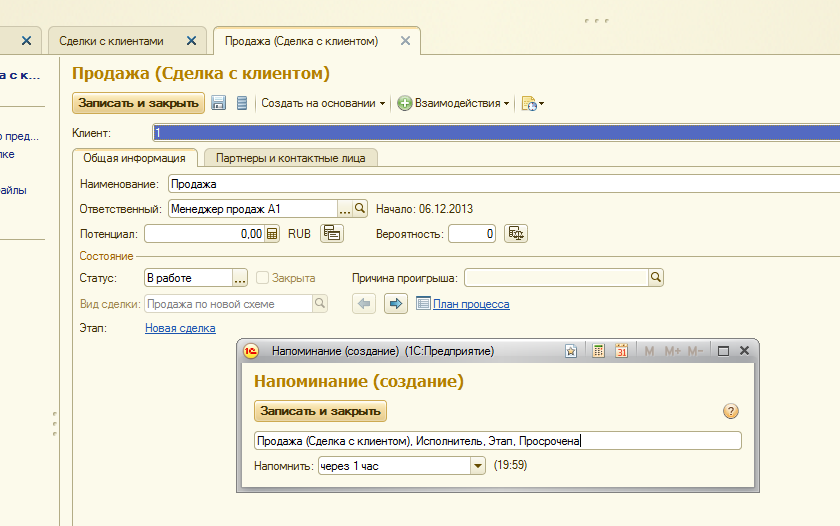 Сделки с клиентами
Продажа (Сделка с клиентом)
а с к...
Продажа (Сделка с клиентом)
Записать и закрыть
Создать на основании
Взаимодействия
Клиент: 1
о пред...
лке
айлы
Общая информация
Партнеры и контактные лица
Наименование: Продажа
Ответственный: Менеджер продаж А1 ... Начало: 06.12.2013
Потенциал: 0,00 RUB Вероятность: 0
Состояние
Статус: В работе ... Закрыта Причина проигрыша:
Вид сделки: Продажа по новой схеме План процесса
Этап: Новая сделка
1С Напоминание (создание) (1С:Предприятие) 31 M M+ M-
Напоминание (создание)
Записать и закрыть ?
Продажа (Сделка с клиентом), Исполнитель, Этап, Просрочена
Напомнить: через 1 час (19:59)